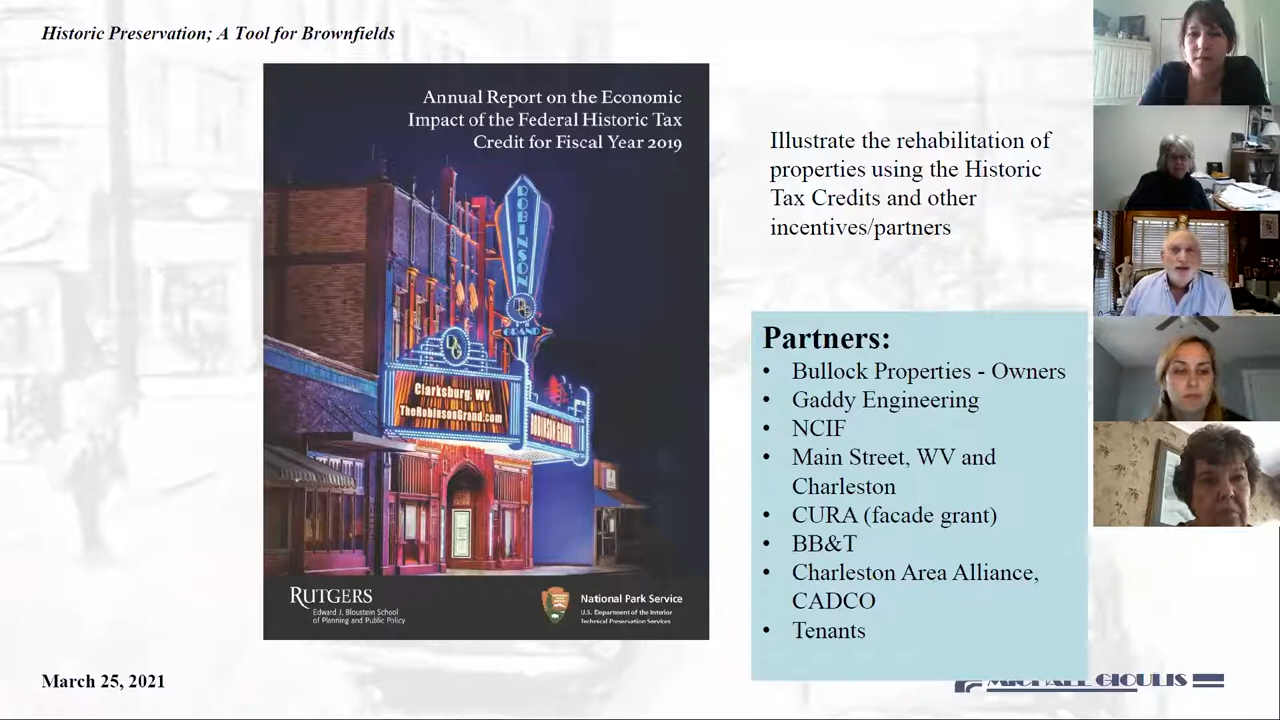 Historic Preservation; A Tool for Brownfields
Annual Report on the Economic
Impact of the Federal Historic Tax
Credit for Fiscal Year 2019
ROBINSON
GRAND
Clarksburg, WV
TheRobinsonGrand.com
ROBINSON GRAND
RUTGERS
Edward J. Bloustein School
of Planning and Public Policy
National Park Service
U.S. Department of the Interior
Technical Preservation Services
Illustrate the rehabilitation of
properties using the Historic
Tax Credits and other
incentives/partners
Partners:
• Bullock Properties - Owners
• Gaddy Engineering
• NCIF
• Main Street, WV and
Charleston
• CURA (facade grant)
• BB&T
• Charleston Area Alliance,
CADCO
• Tenants
March 25, 2021
MICHAEL GIOULIS